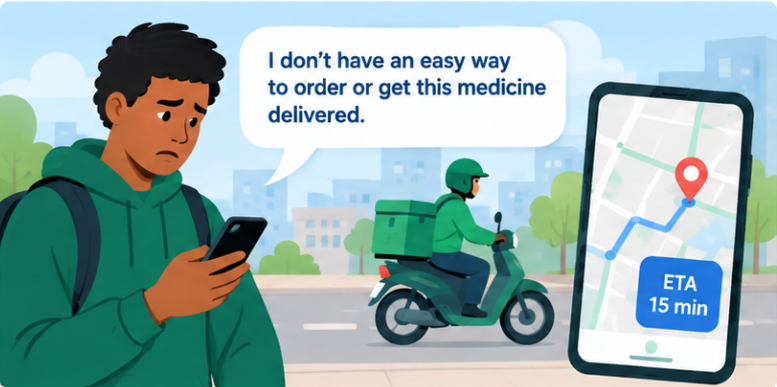 I don't have an easy way
to order or get this medicine
delivered.
ETA
15 min